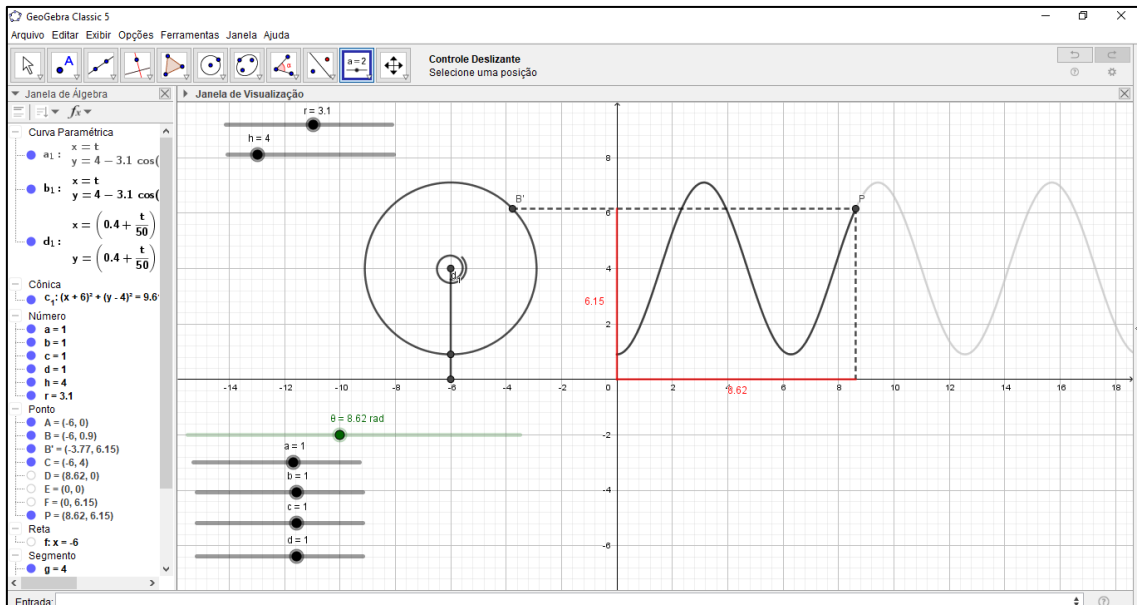 GeoGebra Classic 5
Arquivo Editar Exibir Opções Ferramentas Janela Ajuda
a=2
Controle Deslizante
Selecione uma posição
Janela de Álgebra
Janela de Visualização
Curva Paramétrica
a₁ : x = t
y = 4 − 3.1 cos(
b₁ : x = t
y = 4 − 3.1 cos(
d₁ : x = (0.4 + t/50)
y = (0.4 + t/50)
Cônica
c₁: (x + 6)² + (y - 4)² = 9.6
Número
a = 1
b = 1
c = 1
d = 1
h = 4
r = 3.1
Ponto
A = (-6, 0)
B = (-6, 0.9)
B' = (-3.77, 6.15)
C = (-6, 4)
D = (8.62, 0)
E = (0, 0)
F = (0, 6.15)
P = (8.62, 6.15)
Reta
f: x = -6
Segmento
g = 4
r = 3.1
h = 4
B'
P
d₁
6.15
8.62
8
6
4
2
0
-2
-4
-6
-14 -12 -10 -8 -6 -4 -2 0 2 4 6 8 10 12 14 16 18
θ = 8.62 rad
a = 1
b = 1
c = 1
d = 1
Entrada: